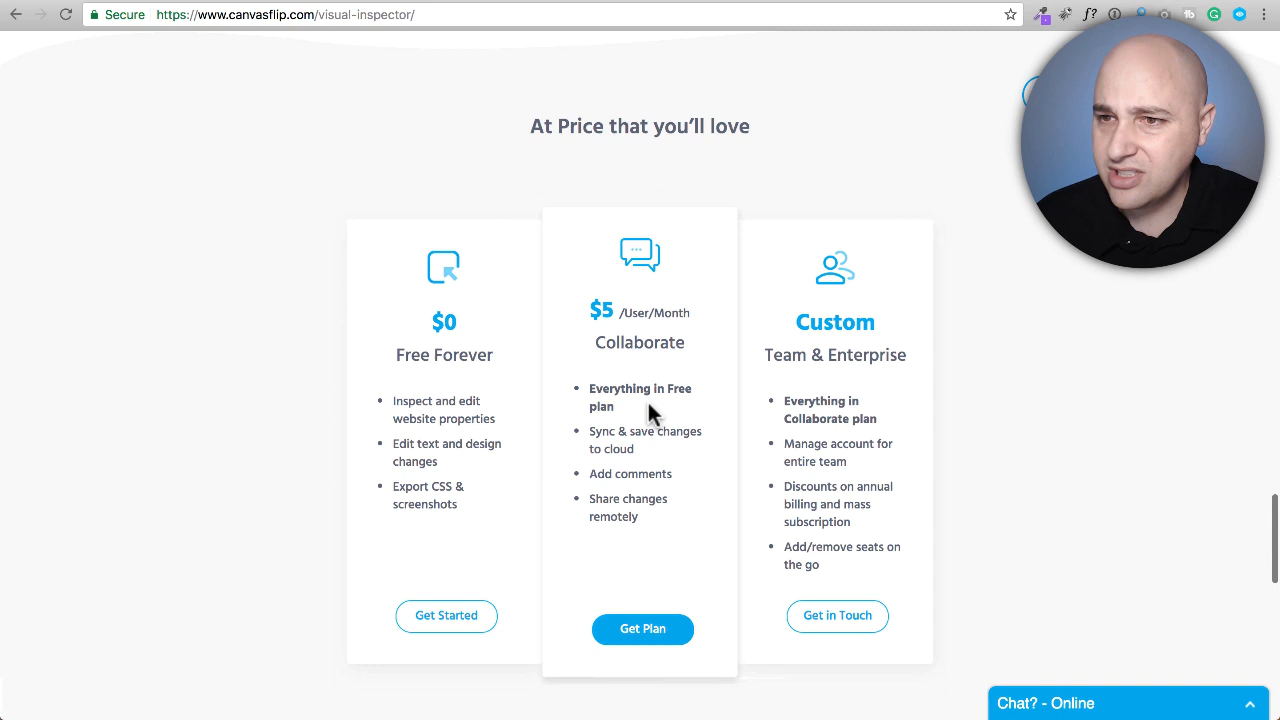 Secure
https://www.canvasflip.com/visual-inspector/
At Price that you'll love
$0
Free Forever
Inspect and edit
website properties
Edit text and design
changes
Export CSS &
screenshots
Get Started
$5 /User/Month
Collaborate
Everything in Free
plan
Sync & save changes
to cloud
Add comments
Share changes
remotely
Get Plan
Custom
Team & Enterprise
Everything in
Collaborate plan
Manage account for
entire team
Discounts on annual
billing and mass
subscription
Add/remove seats on
the go
Get in Touch
Chat? - Online